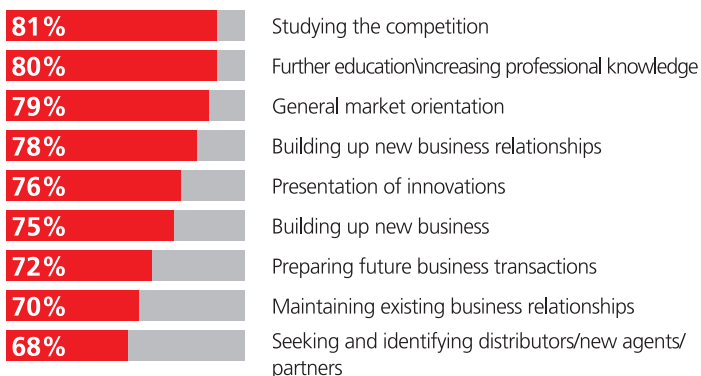 81% Studying the competition
80% Further education\increasing professional knowledge
79% General market orientation
78% Building up new business relationships
76% Presentation of innovations
75% Building up new business
72% Preparing future business transactions
70% Maintaining existing business relationships
68% Seeking and identifying distributors/new agents/
partners